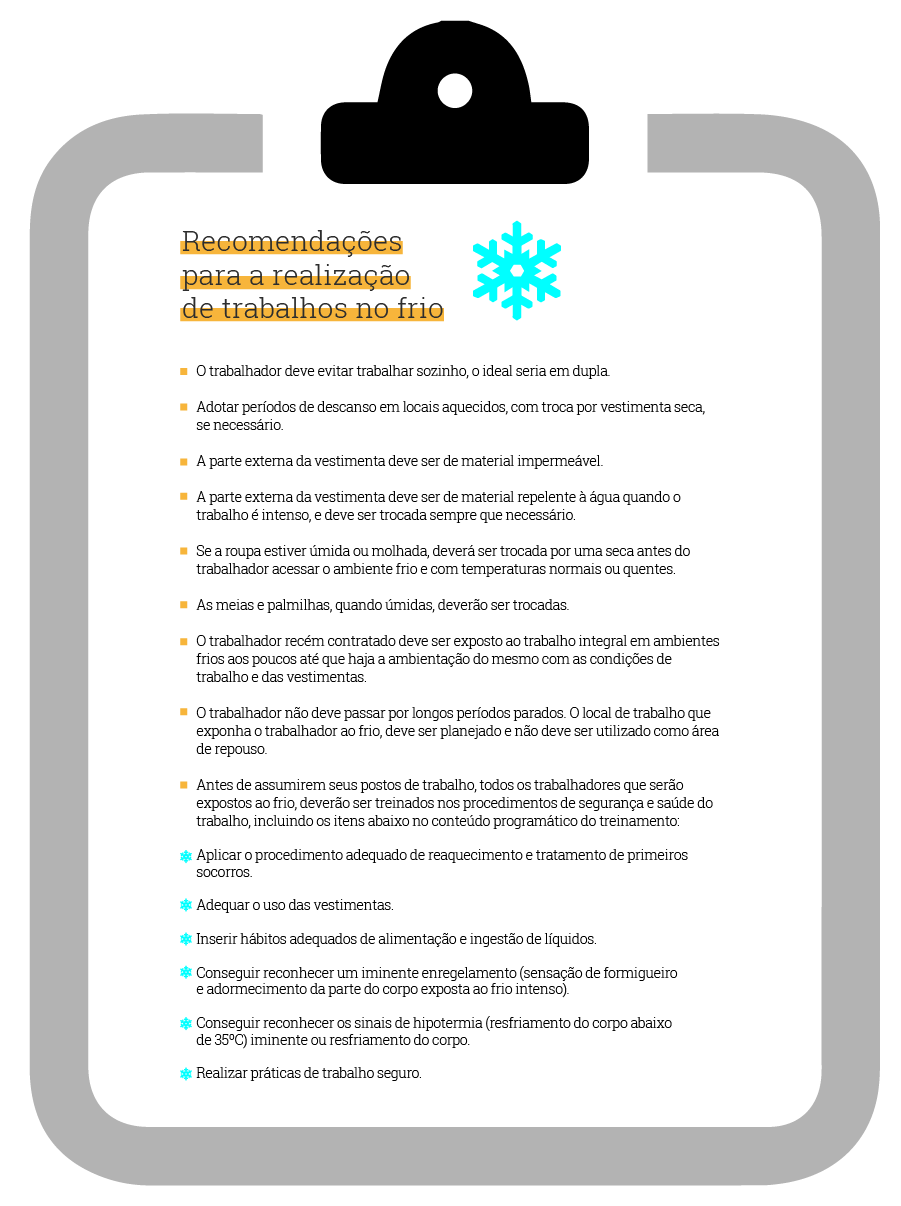 Recomendações
para a realização
de trabalhos no frio
O trabalhador deve evitar trabalhar sozinho, o ideal seria em dupla.
Adotar períodos de descanso em locais aquecidos, com troca por vestimenta seca,
se necessário.
A parte externa da vestimenta deve ser de material impermeável.
A parte externa da vestimenta deve ser de material repelente à água quando o
trabalho é intenso, e deve ser trocada sempre que necessário.
Se a roupa estiver úmida ou molhada, deverá ser trocada por uma seca antes do
trabalhador acessar o ambiente frio e com temperaturas normais ou quentes.
As meias e palmilhas, quando úmidas, deverão ser trocadas.
O trabalhador recém contratado deve ser exposto ao trabalho integral em ambientes
frios aos poucos até que haja a ambientação do mesmo com as condições de
trabalho e das vestimentas.
O trabalhador não deve passar por longos períodos parados. O local de trabalho que
exponha o trabalhador ao frio, deve ser planejado e não deve ser utilizado como área
de repouso.
Antes de assumirem seus postos de trabalho, todos os trabalhadores que serão
expostos ao frio, deverão ser treinados nos procedimentos de segurança e saúde do
trabalho, incluindo os itens abaixo no conteúdo programático do treinamento:
Aplicar o procedimento adequado de reaquecimento e tratamento de primeiros
socorros.
Adequar o uso das vestimentas.
Inserir hábitos adequados de alimentação e ingestão de líquidos.
Conseguir reconhecer um iminente enregelamento (sensação de formigueiro
e adormecimento da parte do corpo exposta ao frio intenso).
Conseguir reconhecer os sinais de hipotermia (resfriamento do corpo abaixo
de 35ºC) iminente ou resfriamento do corpo.
Realizar práticas de trabalho seguro.